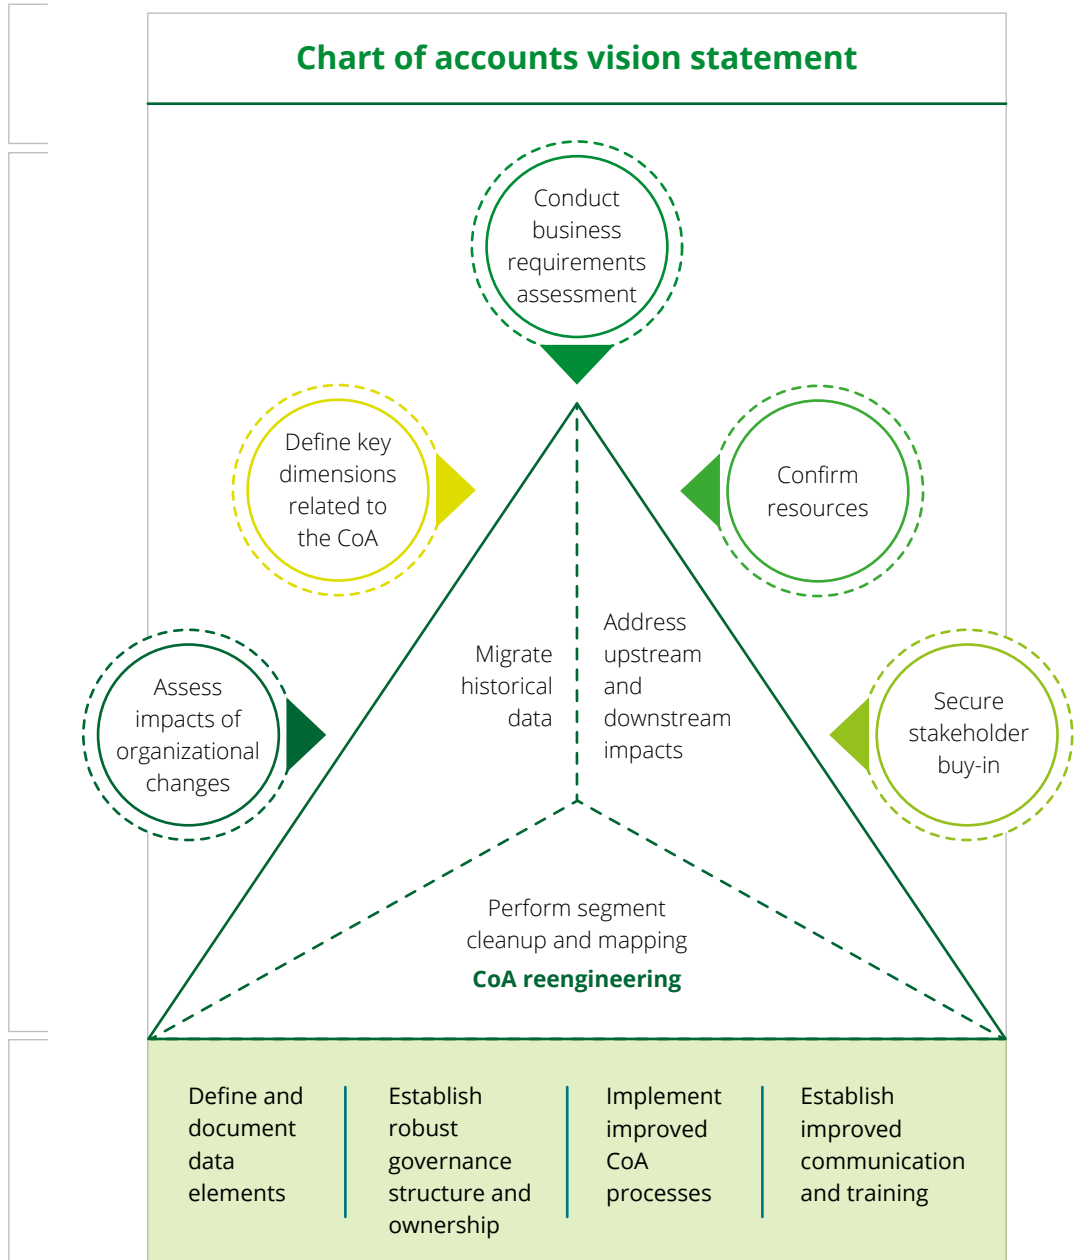 Chart of accounts vision statement
Conduct
business
requirements
assessment
Define key
dimensions
related to
the CoA
Confirm
resources
Assess
impacts of
organizational
changes
Migrate
historical
data
Address
upstream
and
downstream
impacts
Secure
stakeholder
buy-in
Perform segment
cleanup and mapping
CoA reengineering
Define and
document
data
elements
Establish
robust
governance
structure and
ownership
Implement
improved
CoA
processes
Establish
improved
communication
and training